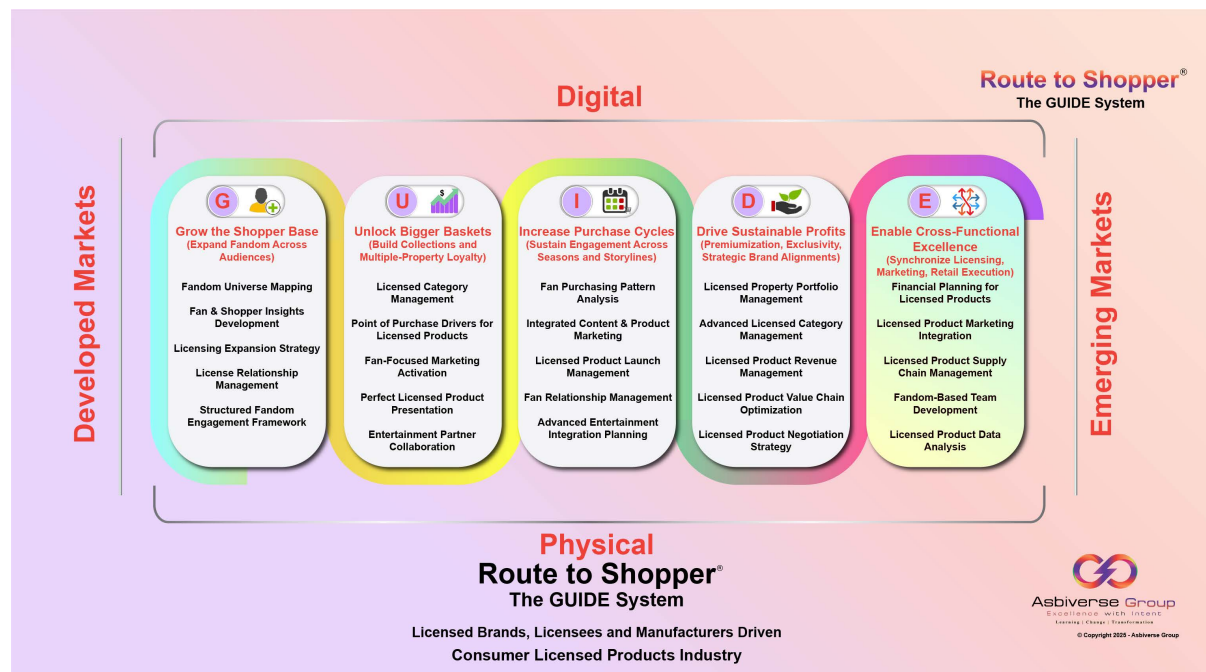 Digital
Route to Shopper®
The GUIDE System
Developed Markets
Emerging Markets
G
Grow the Shopper Base
(Expand Fandom Across
Audiences)
Fandom Universe Mapping
Fan & Shopper Insights
Development
Licensing Expansion Strategy
License Relationship
Management
Structured Fandom
Engagement Framework
U
$
Unlock Bigger Baskets
(Build Collections and
Multiple-Property Loyalty)
Licensed Category
Management
Point of Purchase Drivers for
Licensed Products
Fan-Focused Marketing
Activation
Perfect Licensed Product
Presentation
Entertainment Partner
Collaboration
I
Increase Purchase Cycles
(Sustain Engagement Across
Seasons and Storylines)
Fan Purchasing Pattern
Analysis
Integrated Content & Product
Marketing
Licensed Product Launch
Management
Fan Relationship Management
Advanced Entertainment
Integration Planning
D
Drive Sustainable Profits
(Premiumization, Exclusivity,
Strategic Brand Alignments)
Licensed Property Portfolio
Management
Advanced Licensed Category
Management
Licensed Product Revenue
Management
Licensed Product Value Chain
Optimization
Licensed Product Negotiation
Strategy
E
Enable Cross-Functional
Excellence
(Synchronize Licensing,
Marketing, Retail Execution)
Financial Planning for
Licensed Products
Licensed Product Marketing
Integration
Licensed Product Supply
Chain Management
Fandom-Based Team
Development
Licensed Product Data
Analysis
Physical
Route to Shopper®
The GUIDE System
Licensed Brands, Licensees and Manufacturers Driven
Consumer Licensed Products Industry
Asbiverse Group
Excellence with Intent
Learning | Change | Transformation
© Copyright 2025 - Asbiverse Group